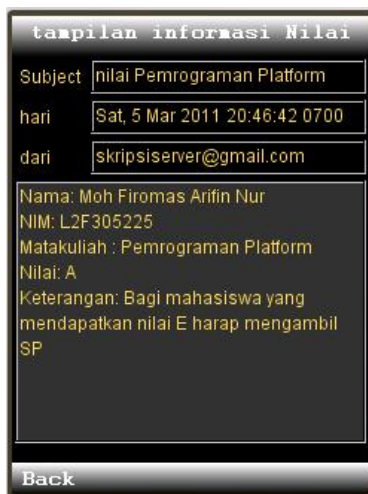 tampilan informasi Nilai
Subject nilai Pemrograman Platform
hari Sat, 5 Mar 2011 20:46:42 0700
dari skripsiserver@gmail.com
Nama: Moh Firomas Arifin Nur
NIM: L2F305225
Matakuliah : Pemrograman Platform
Nilai: A
Keterangan: Bagi mahasiswa yang
mendapatkan nilai E harap mengambil
SP
Back